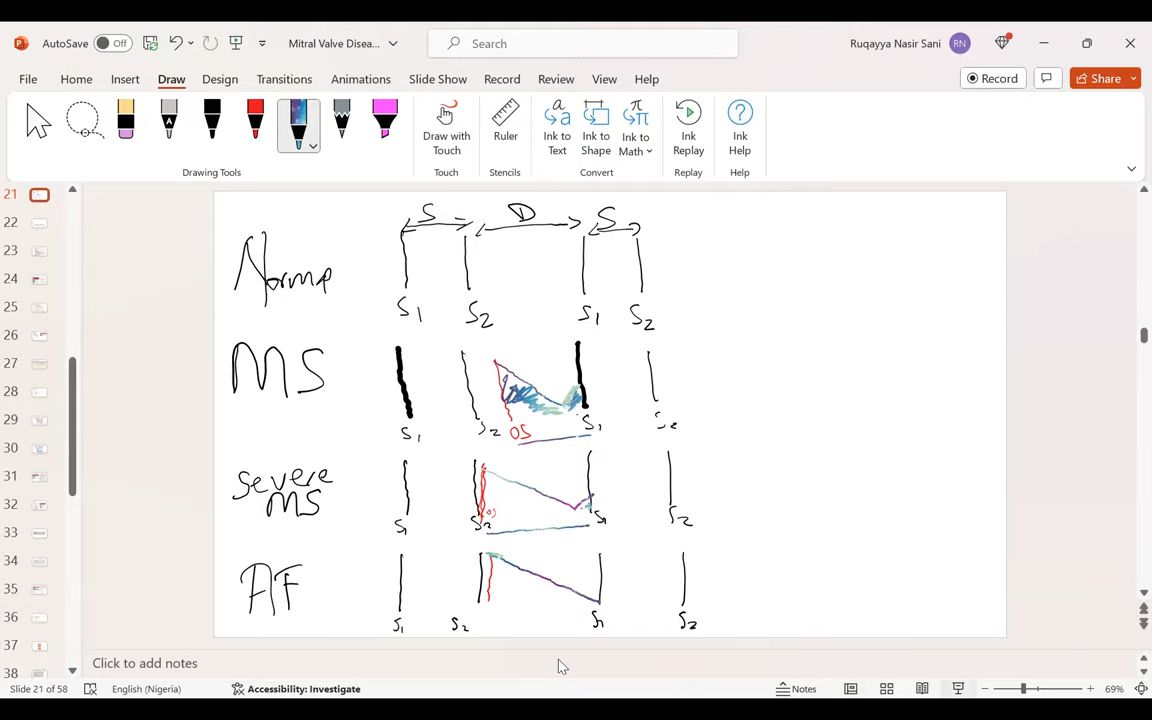 AutoSave Off Mitral Valve Disea... Search Ruqayya Nasir Sani RN
File Home Insert Draw Design Transitions Animations Slide Show Record Review View Help Record Share
A
Draw with Touch
Ruler
Ink to Text
Ink to Shape
Ink to Math
Ink Replay
Ink Help
Drawing Tools Touch Stencils Convert Replay Help
21
22
23
24
25
26
27
28
29
30
31
32
33
34
35
36
37
38
S D S
Normal
S1 S2 S1 S2
MS
S1 S2 OS S1 S2
Severe
MS
S1 S2 OS S1 S2
AF
S1 S2 S1 S2
Click to add notes
Slide 21 of 58 English (Nigeria) Accessibility: Investigate Notes 69%